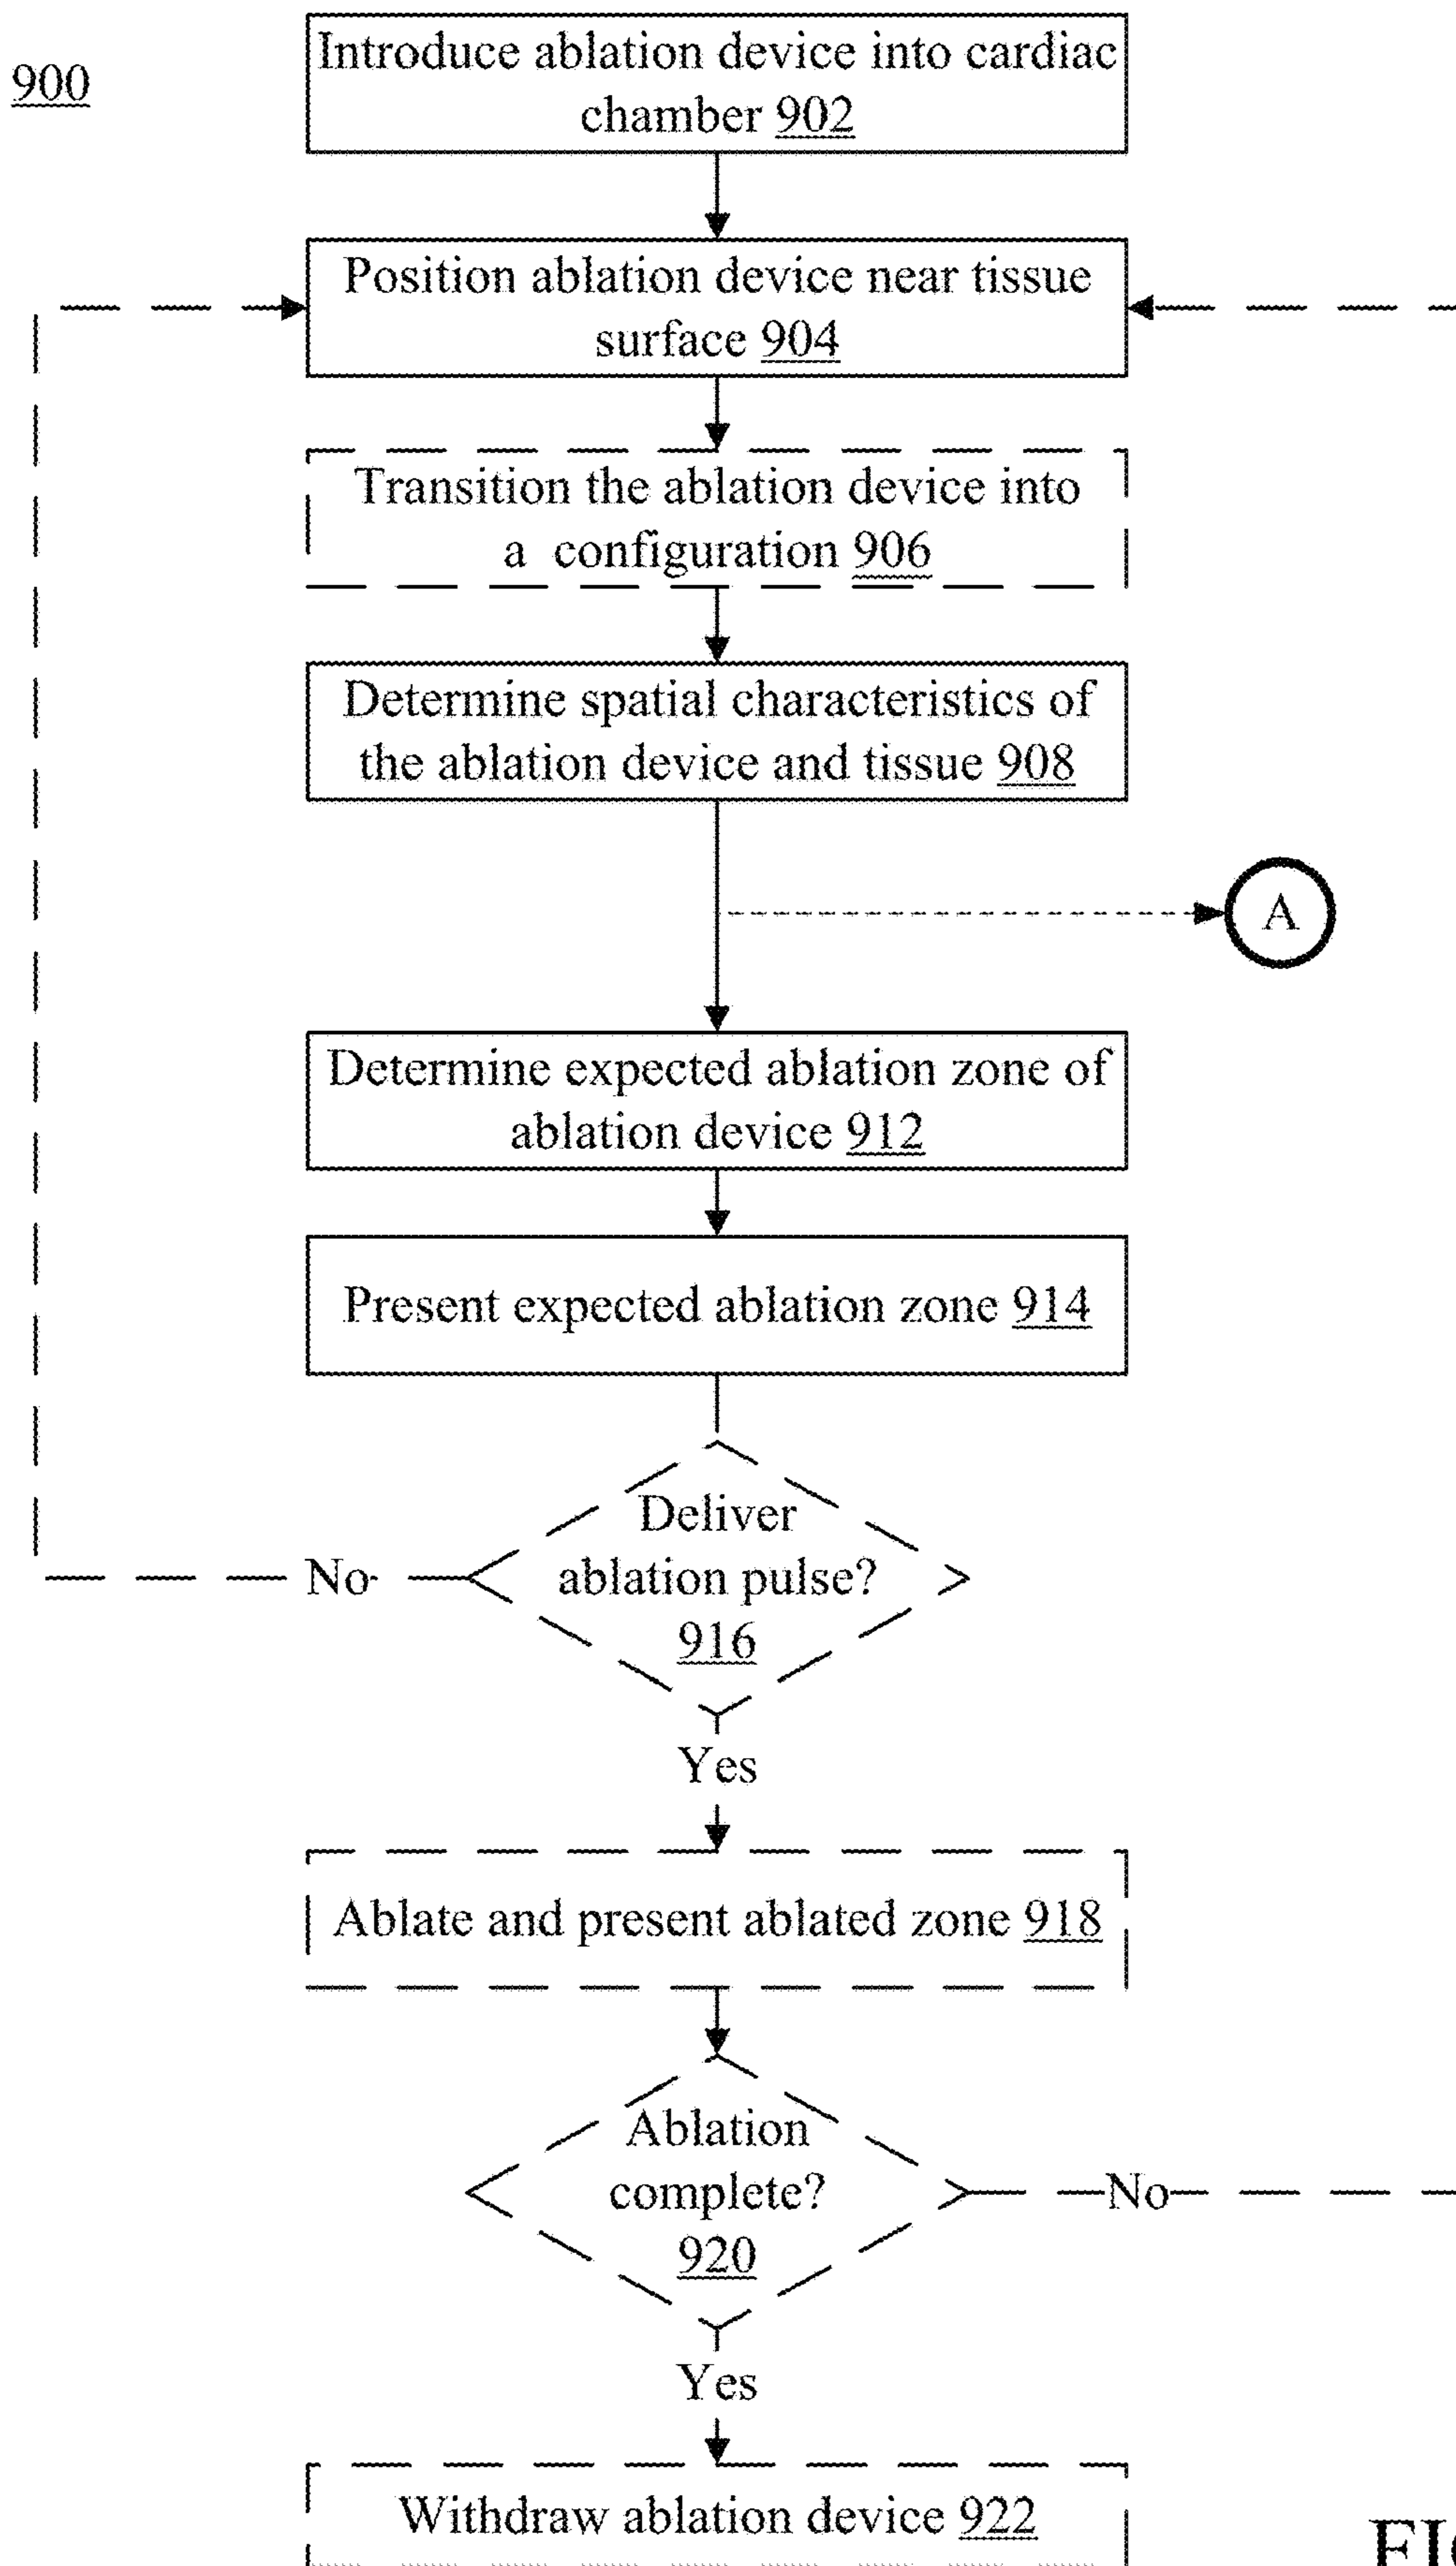 900
Introduce ablation device into cardiac
chamber 902
Position ablation device near tissue
surface 904
Transition the ablation device into
a configuration 906
Determine spatial characteristics of
the ablation device and tissue 908
A
Determine expected ablation zone of
ablation device 912
Present expected ablation zone 914
Deliver
ablation pulse?
916
No
Yes
Ablate and present ablated zone 918
Ablation
complete?
920
No
Yes
Withdraw ablation device 922